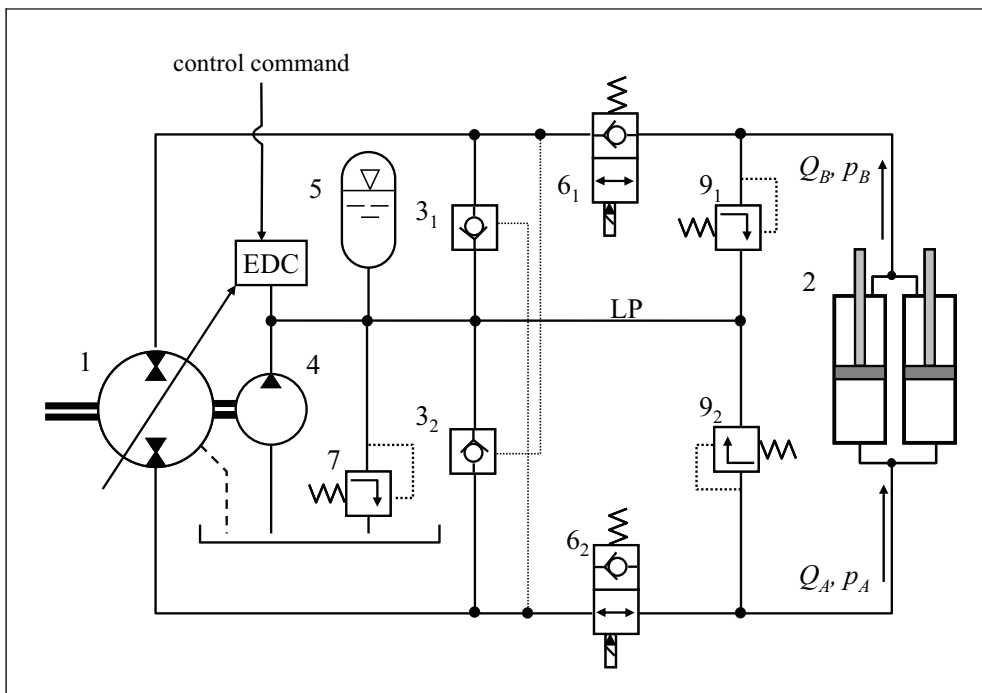 control command
5
3₁
6₁
9₁
Q_B, p_B
EDC
2
LP
1
4
3₂
9₂
7
6₂
Q_A, p_A